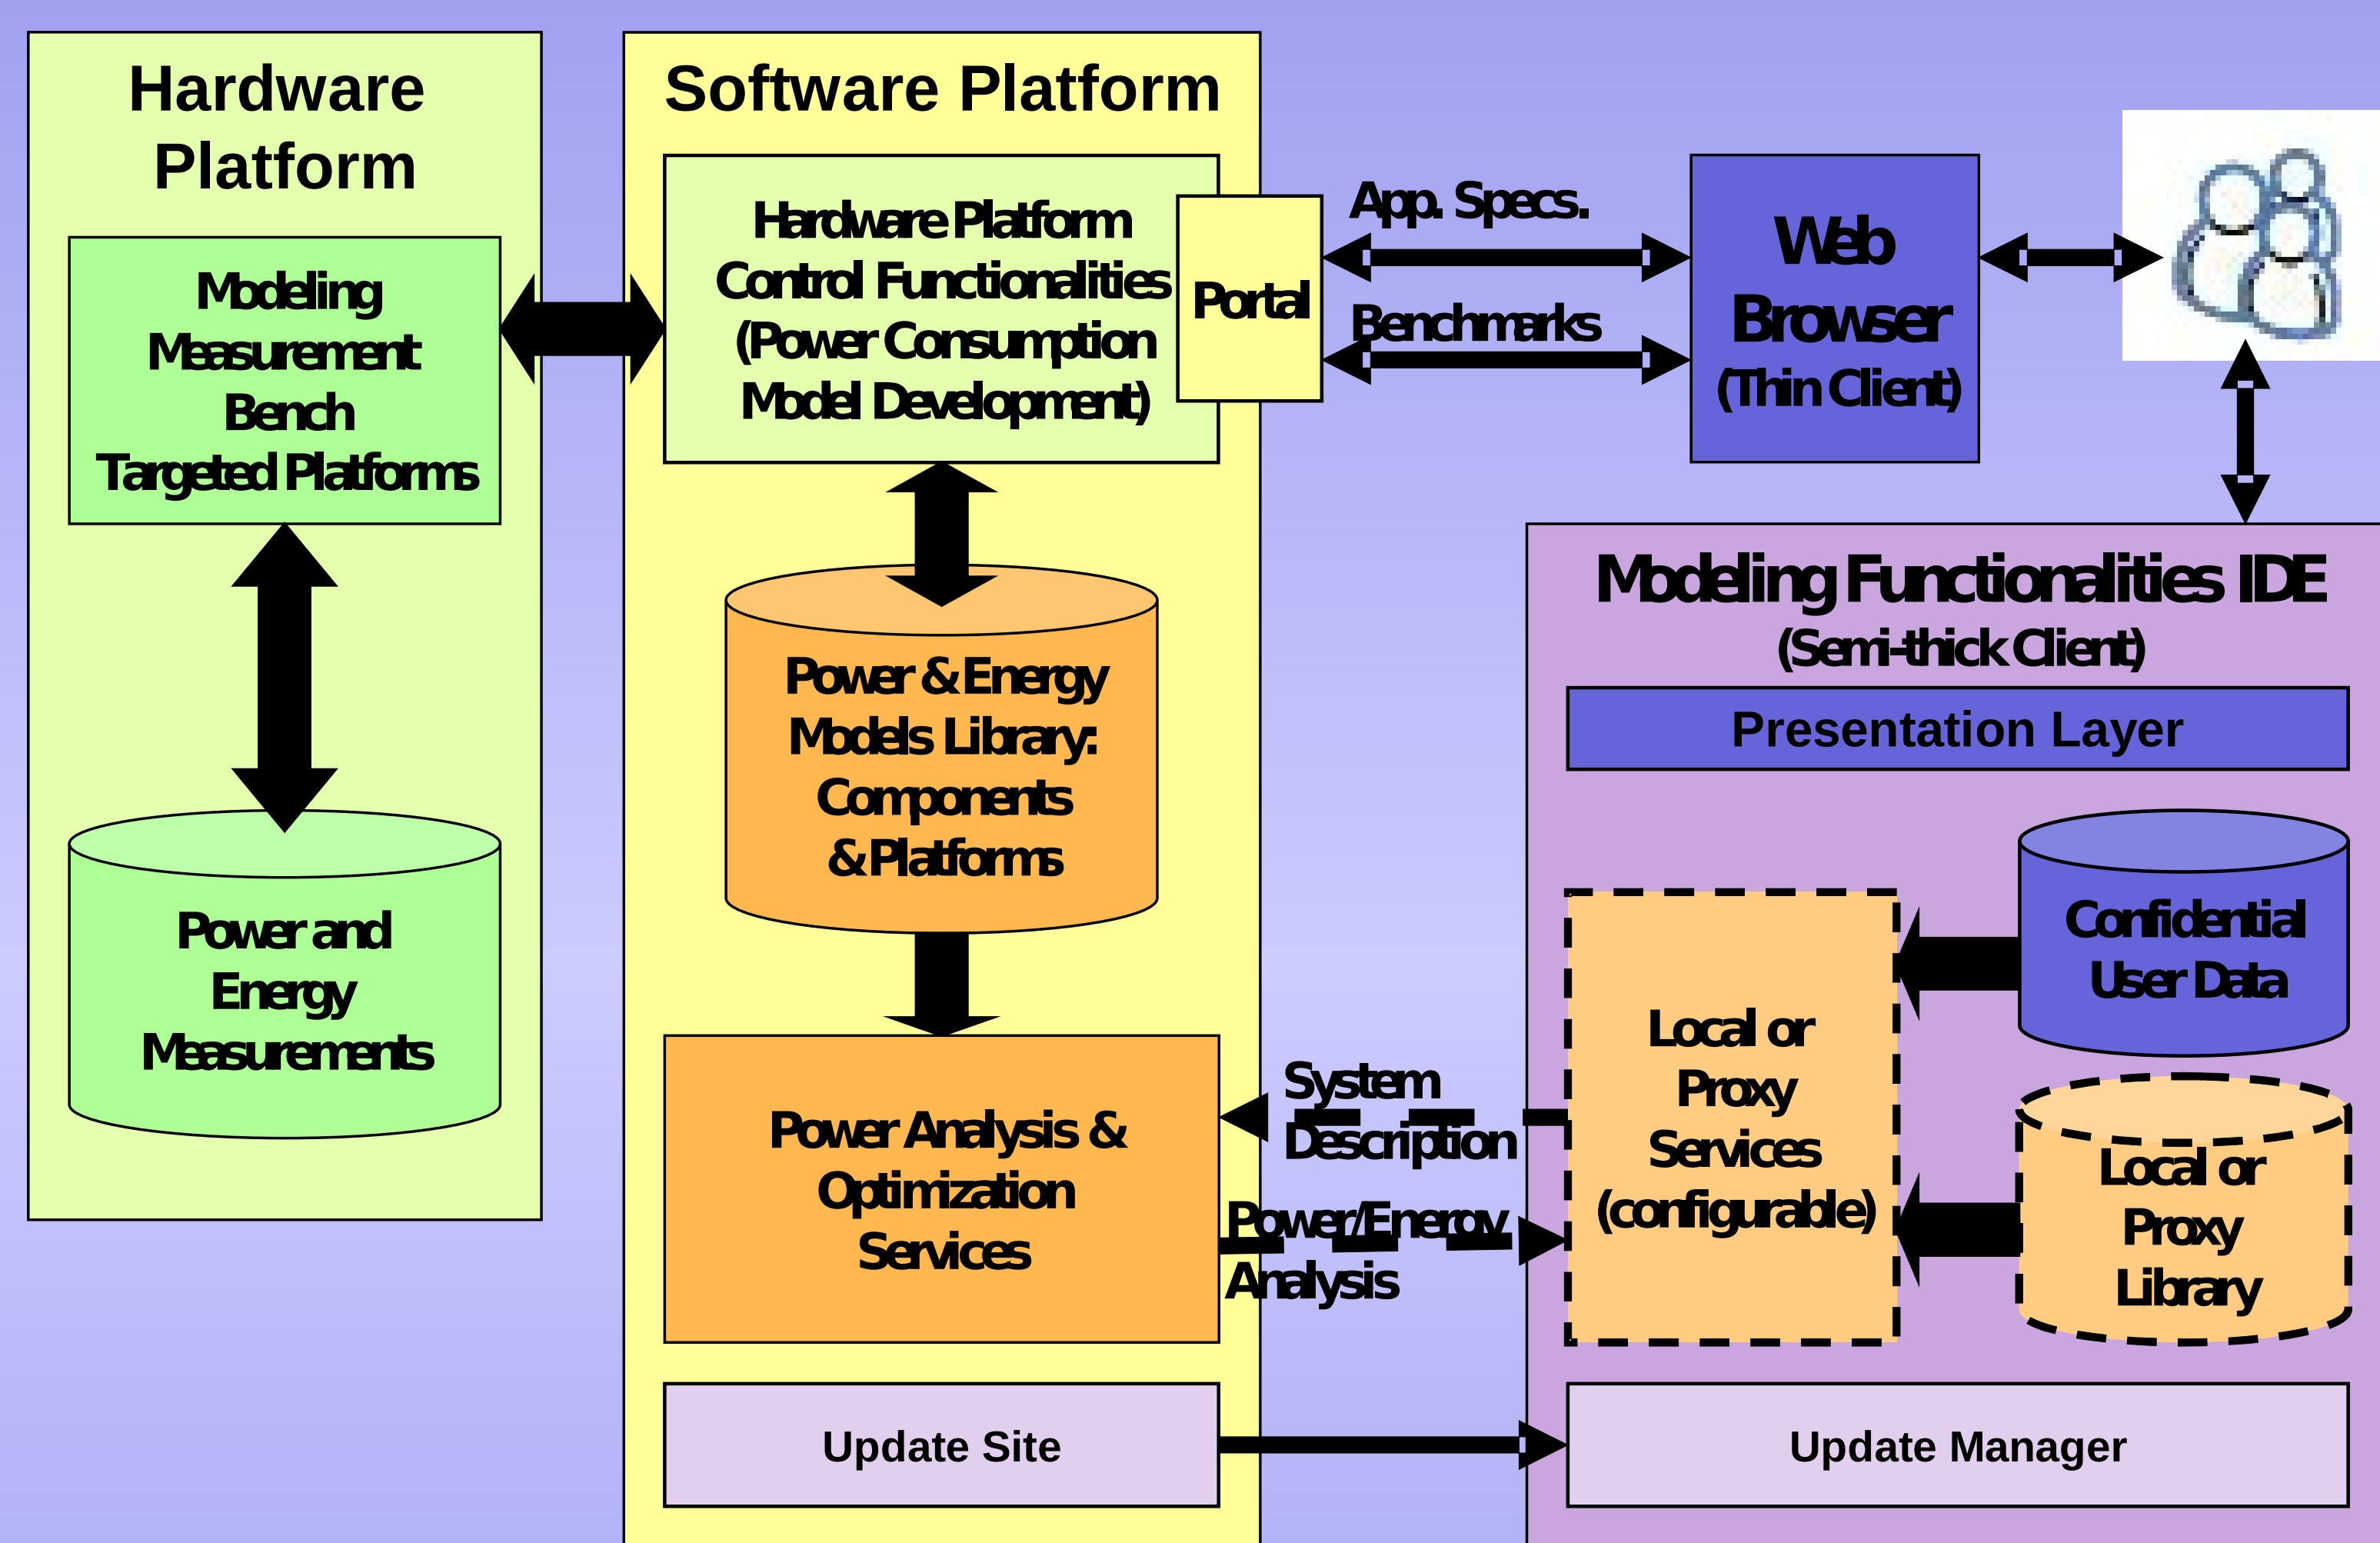 Hardware
Platform
Modeling
Measurement
Bench
Targeted Platforms
Power and
Energy
Measurements
Software Platform
Hardware Platform
Control Functionalities
(Power Consumption
Model Development)
Portal
Power & Energy
Models Library:
Components
& Platforms
Power Analysis &
Optimization
Services
Update Site
App. Specs.
Benchmarks
Web
Browser
(Thin Client)
System
Description
Power/Energy
Analysis
Modeling Functionalities IDE
(Semi-thick Client)
Presentation Layer
Local or
Proxy
Services
(configurable)
Confidential
User Data
Local or
Proxy
Library
Update Manager